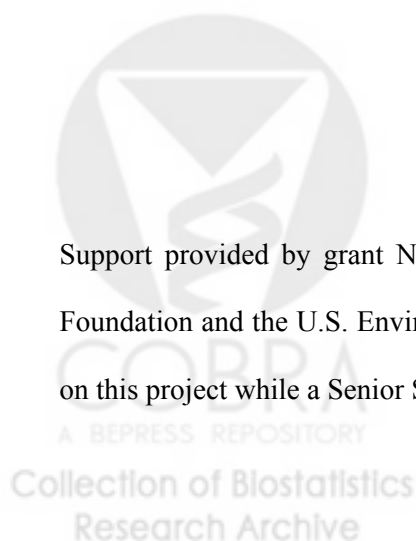 Support provided by grant N
Foundation and the U.S. Envir
on this project while a Senior S
COBRA
A BEPRESS REPOSITORY
Collection of Biostatistics
Research Archive